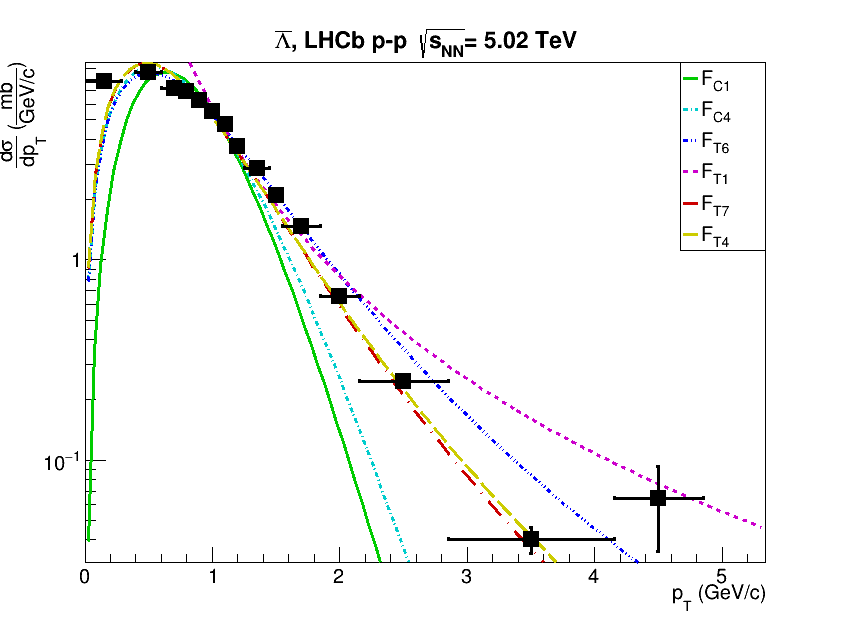 Λ̅, LHCb p-p √s_NN = 5.02 TeV
dσ/dp_T (mb/GeV/c)
F_C1
F_C4
F_T6
F_T1
F_T7
F_T4
1
10⁻¹
0 1 2 3 4 5
p_T (GeV/c)